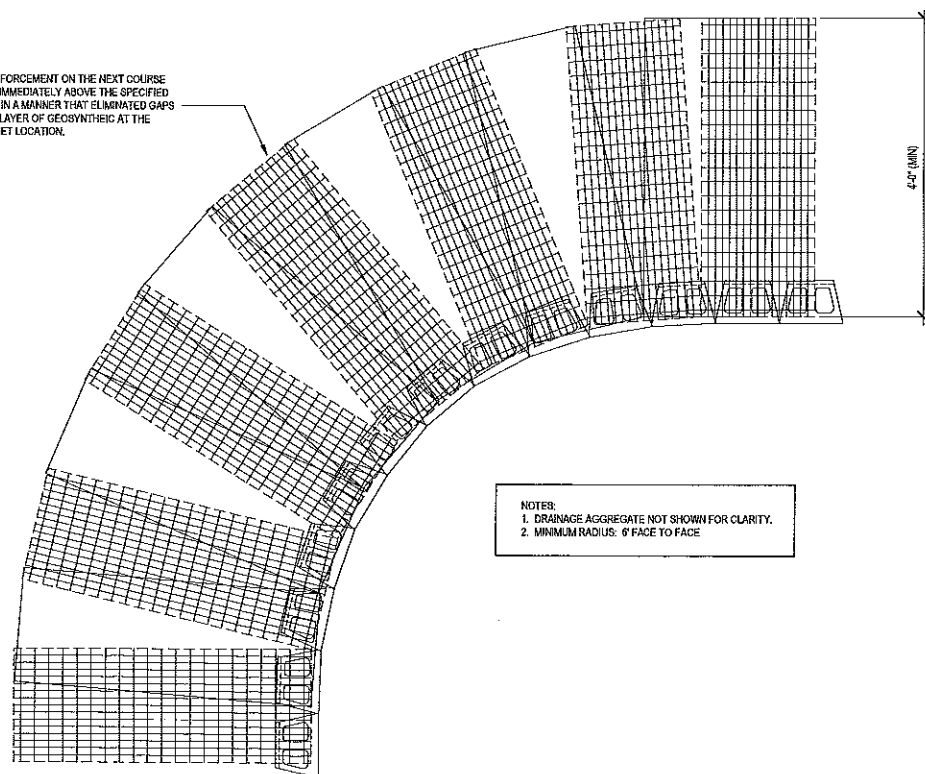 FORCEMENT ON THE NEXT COURSE
IMMEDIATELY ABOVE THE SPECIFIED
IN A MANNER THAT ELIMINATED GAPS
LAYER OF GEOSYNTHEIC AT THE
ET LOCATION.
4'-0" (MIN)
NOTES:
1. DRAINAGE AGGREGATE NOT SHOWN FOR CLARITY.
2. MINIMUM RADIUS: 6' FACE TO FACE